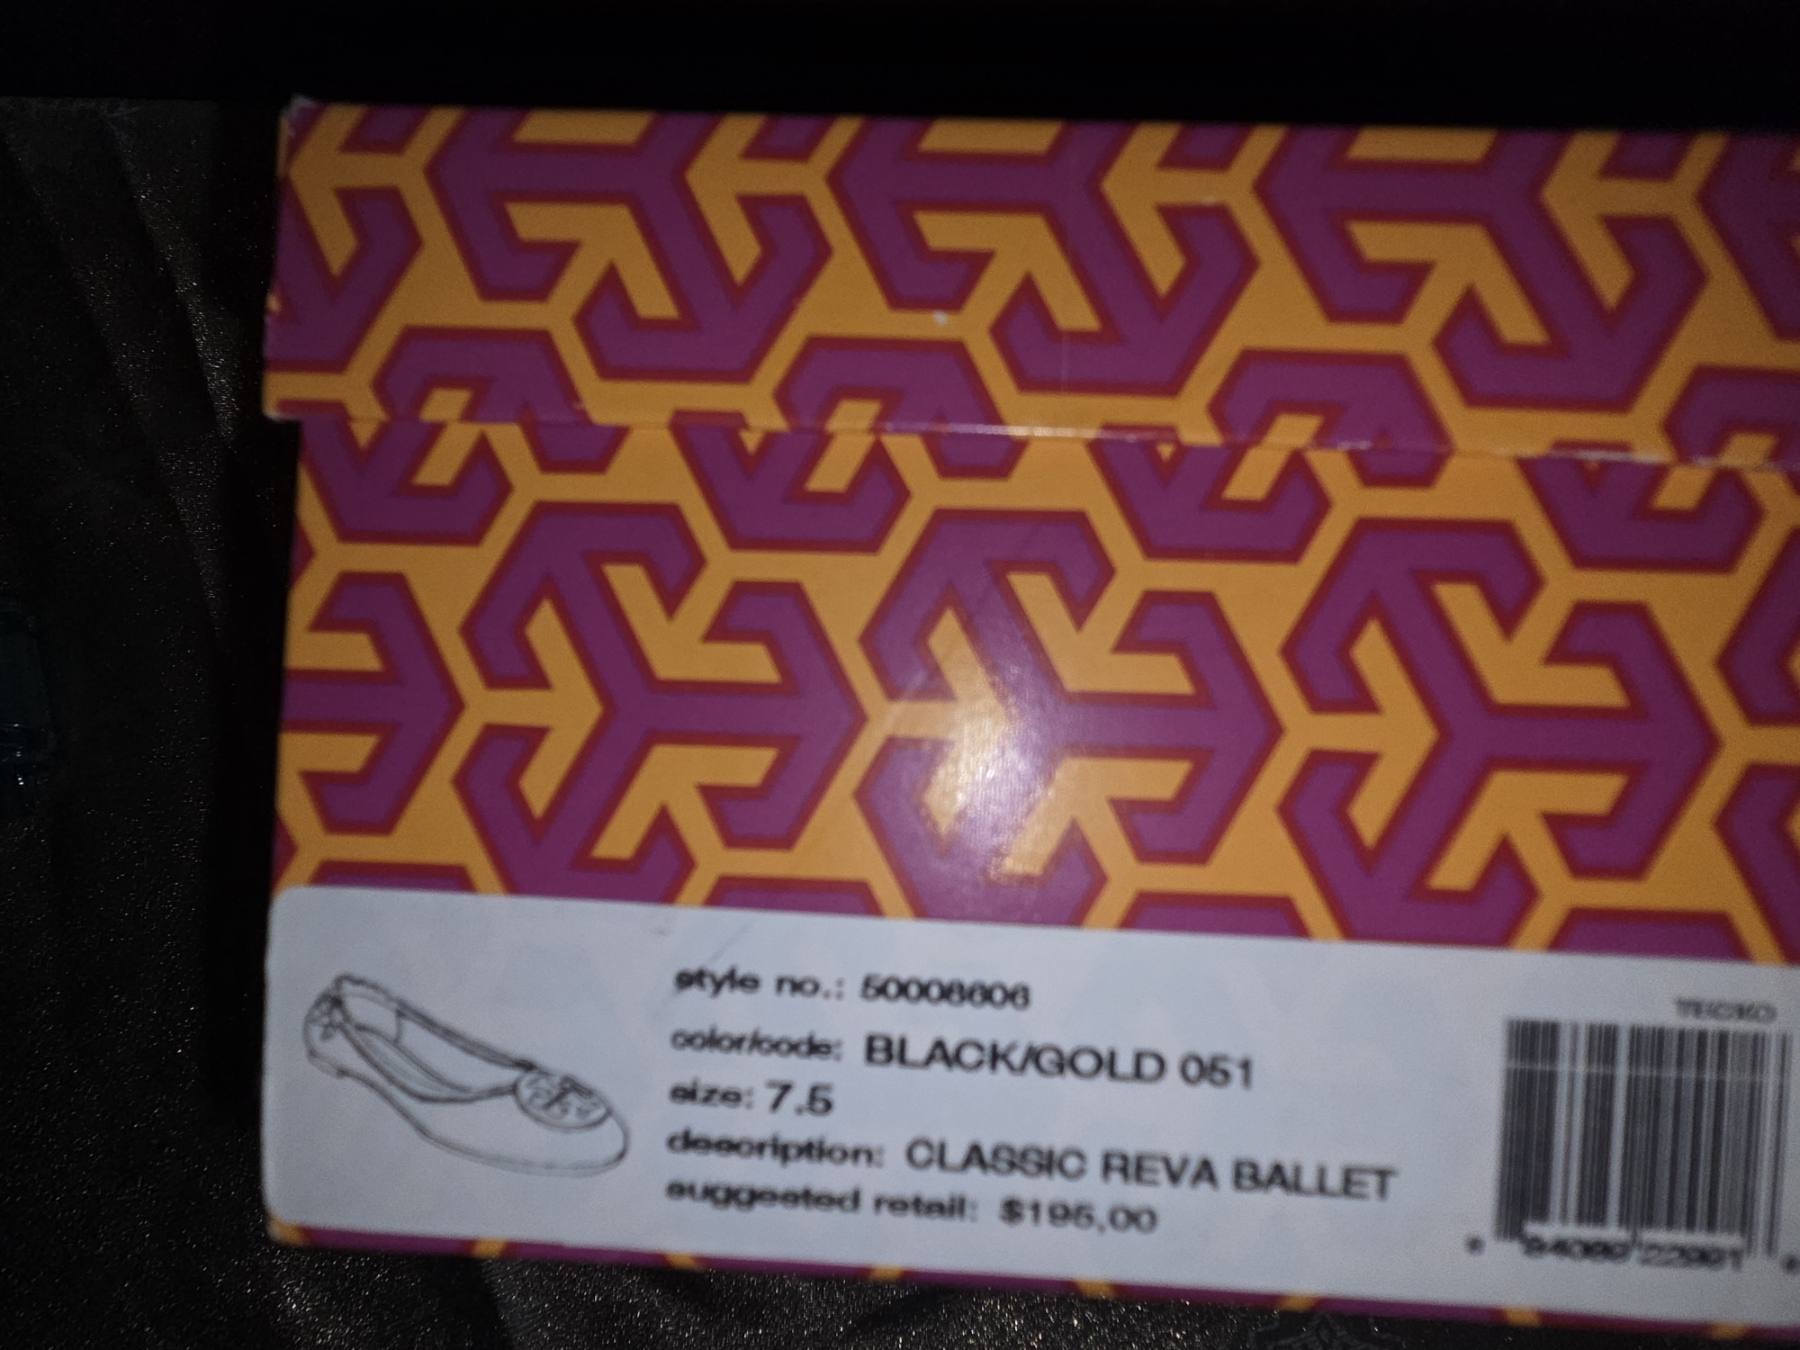 style no.: 50008606
color/code: BLACK/GOLD 051
size: 7.5
description: CLASSIC REVA BALLET
suggested retail: $195,00